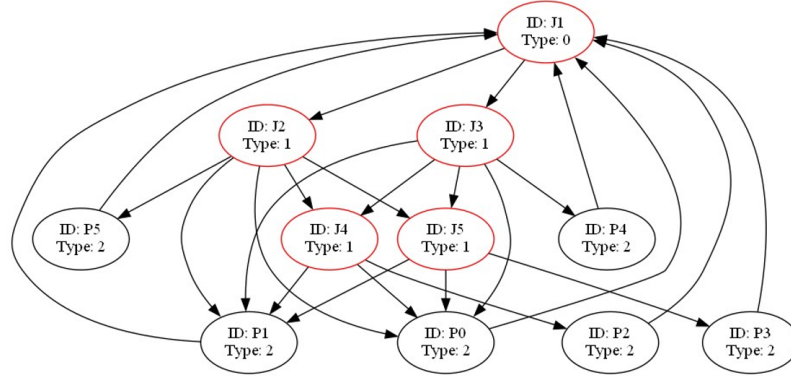 ID: J1
Type: 0
ID: J2
Type: 1
ID: J3
Type: 1
ID: P5
Type: 2
ID: J4
Type: 1
ID: J5
Type: 1
ID: P4
Type: 2
ID: P1
Type: 2
ID: P0
Type: 2
ID: P2
Type: 2
ID: P3
Type: 2